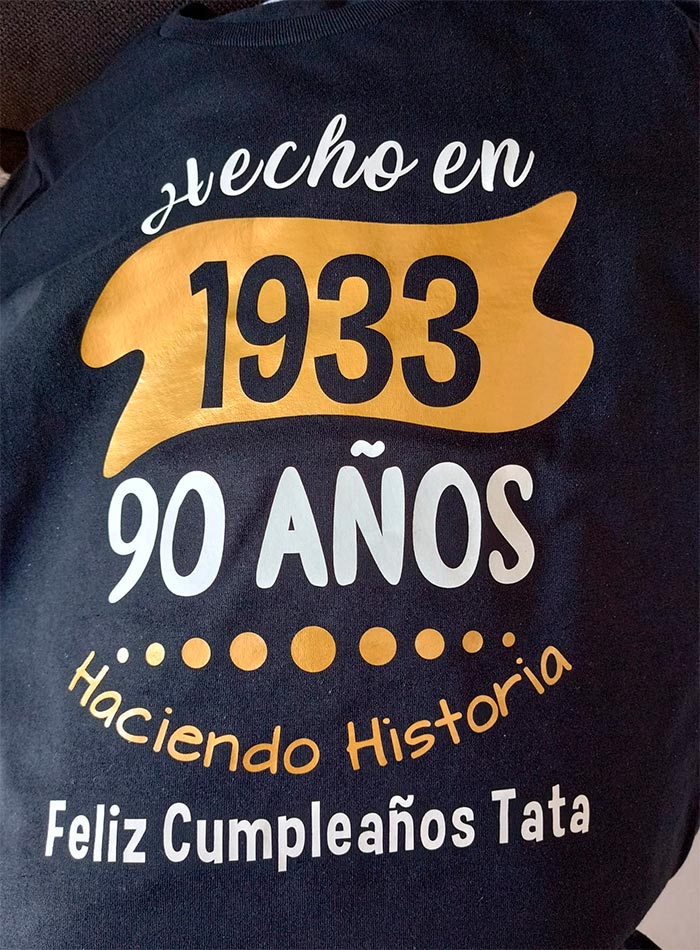 Hecho en
1933
90 AÑOS
Haciendo Historia
Feliz Cumpleaños Tata